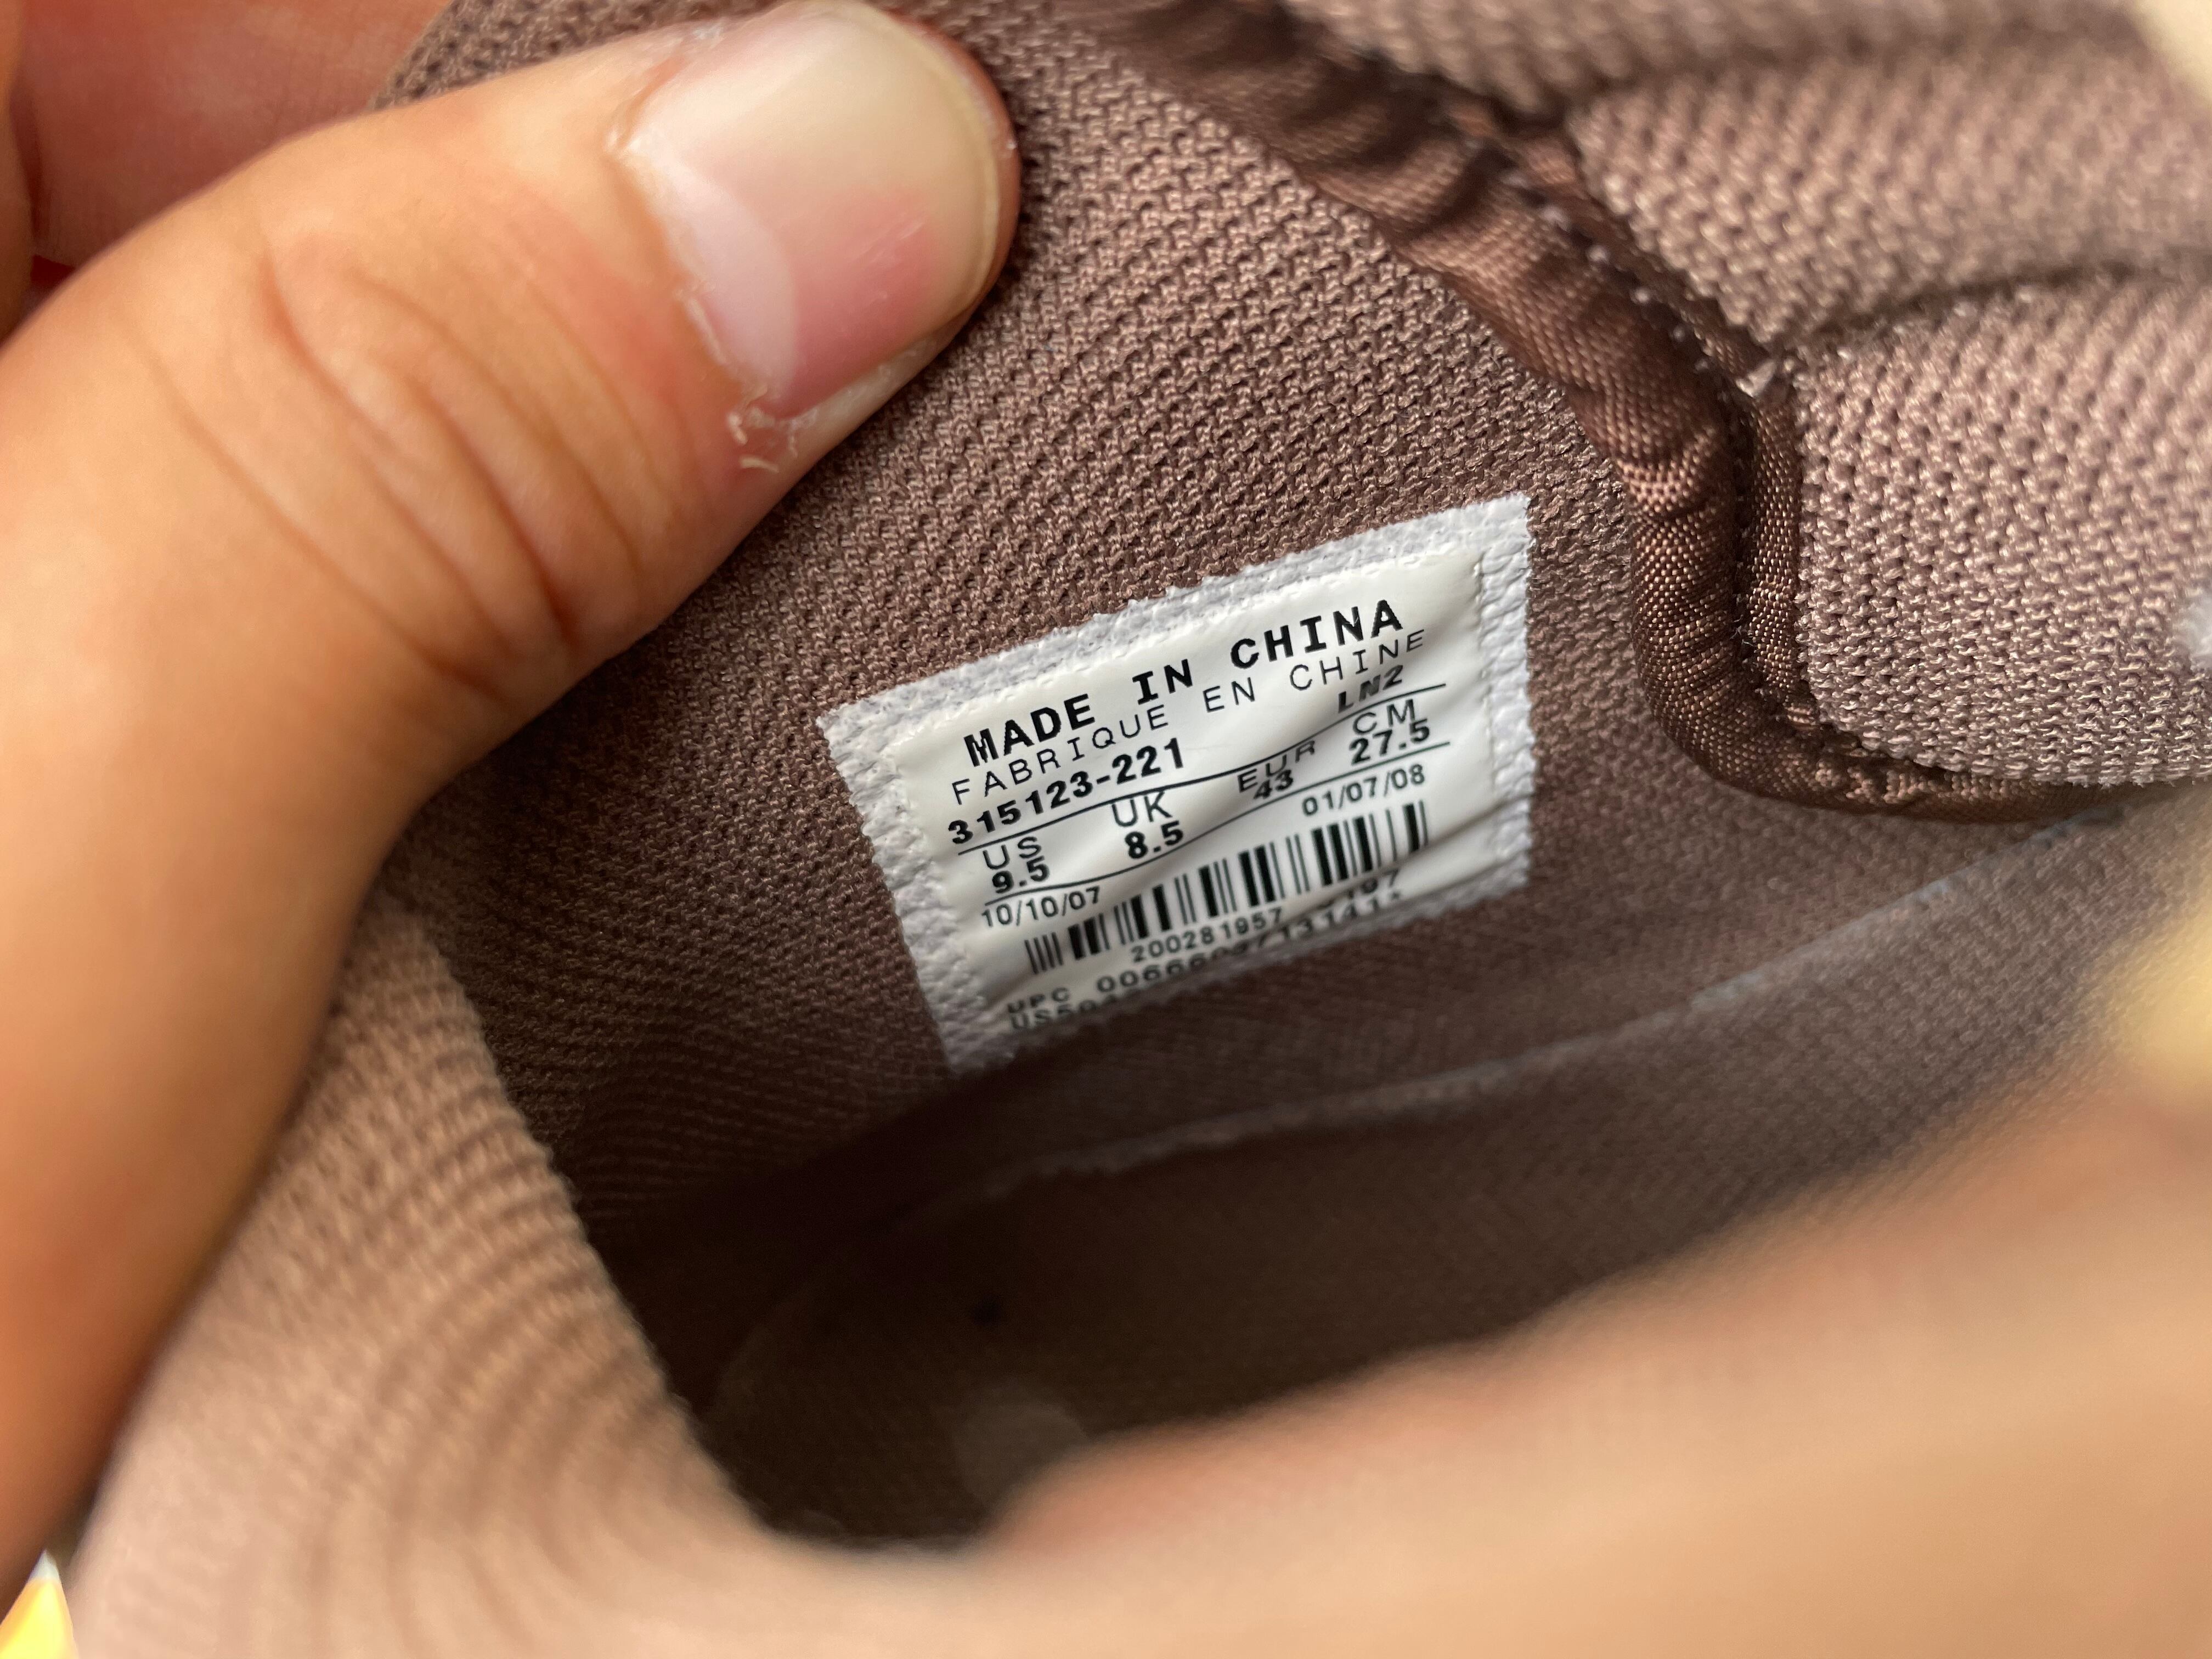 MADE IN CHINA
FABRIQUE EN CHINE
315123-221 LN2
US UK EUR CM
9.5 8.5 43 27.5
10/10/07 01/07/08
200281957
UPC